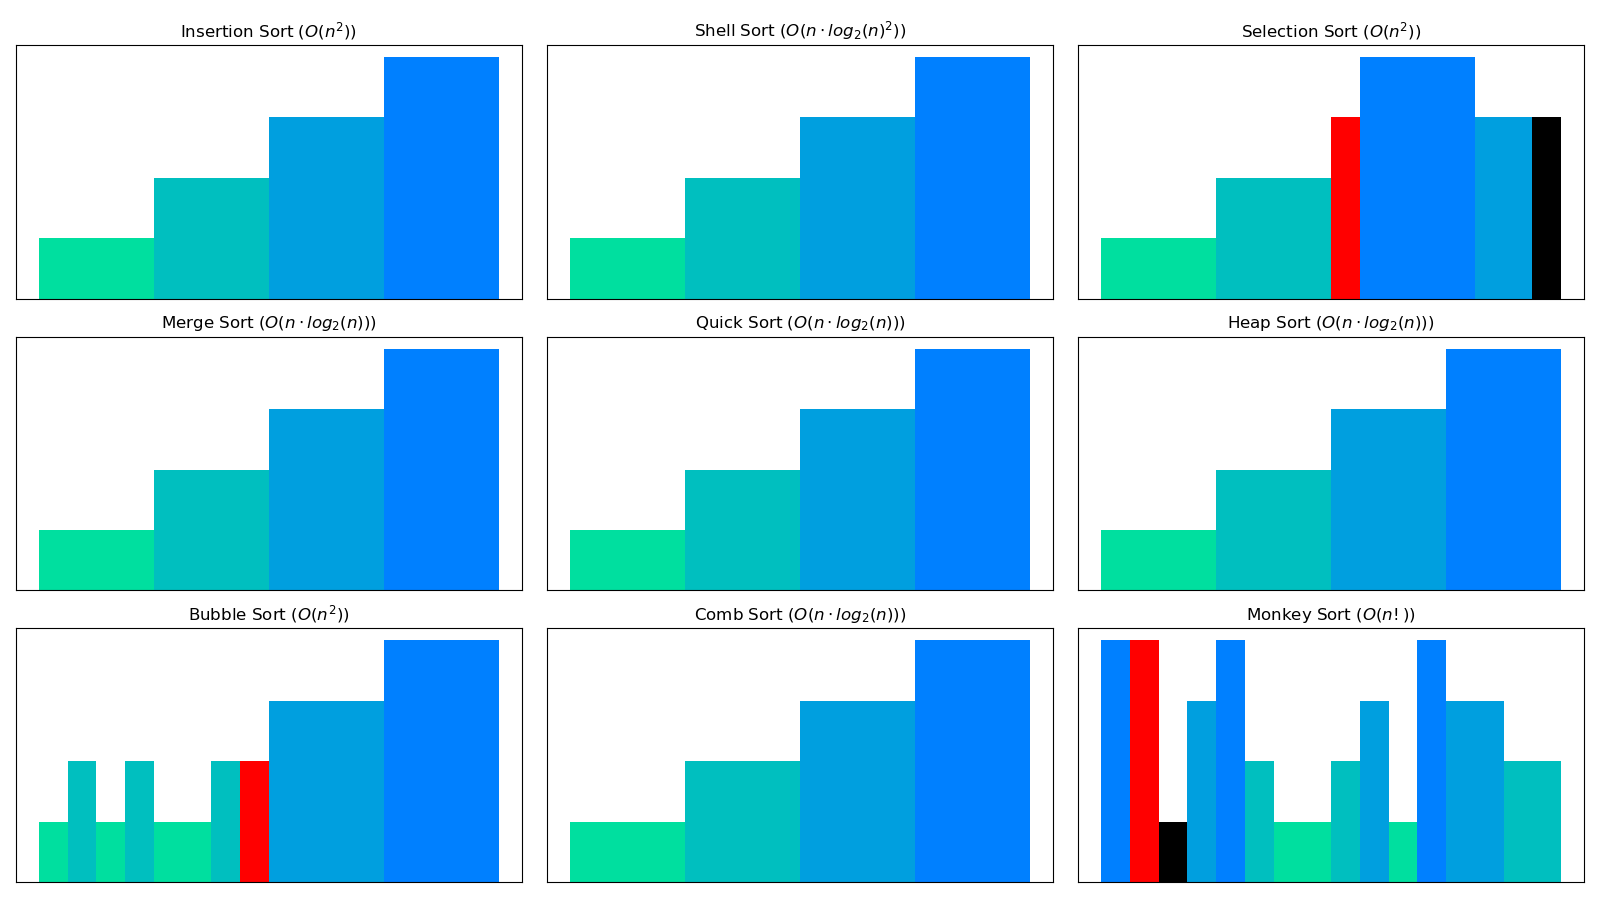 Insertion Sort (O(n²))
Shell Sort (O(n · log₂(n)²))
Selection Sort (O(n²))
Merge Sort (O(n · log₂(n)))
Quick Sort (O(n · log₂(n)))
Heap Sort (O(n · log₂(n)))
Bubble Sort (O(n²))
Comb Sort (O(n · log₂(n)))
Monkey Sort (O(n!))